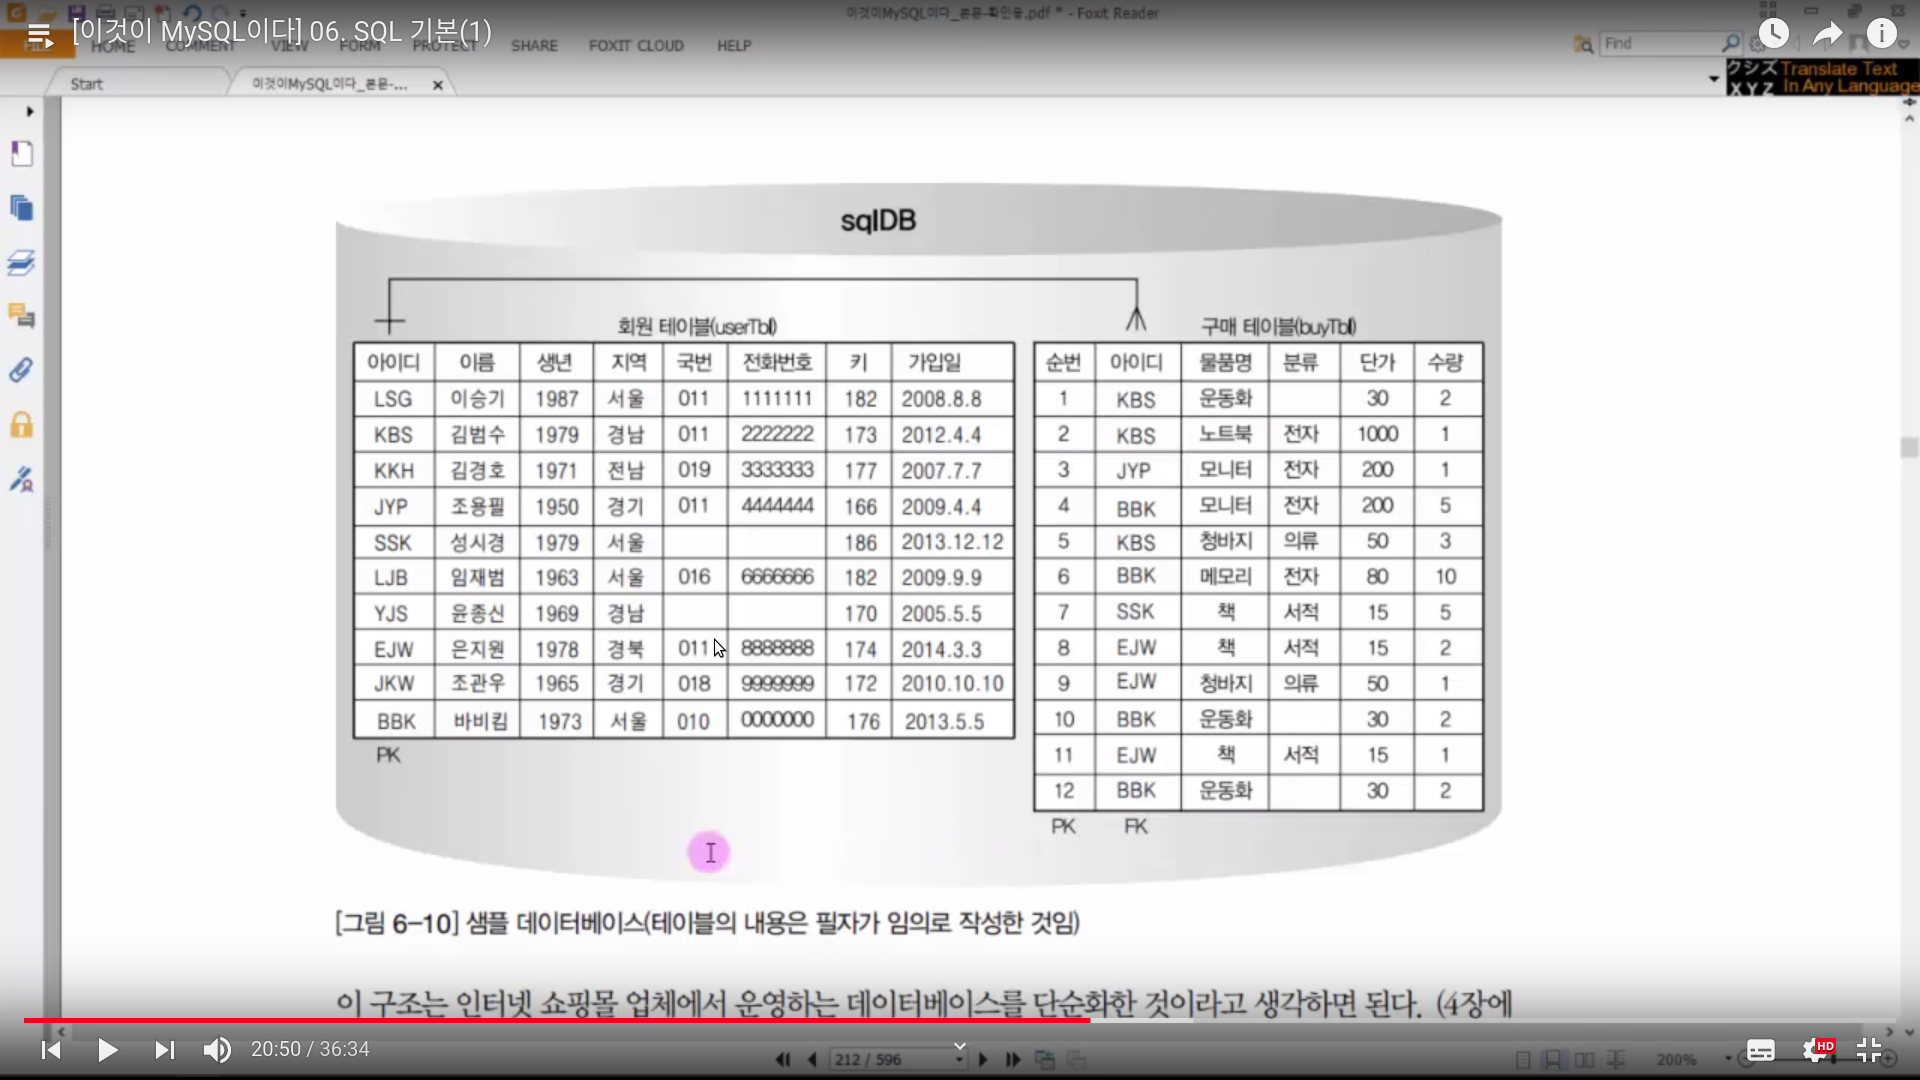 이것이MySQL이다_본문-확인용.pdf * - Foxit Reader
[이것이 MySQL이다] 06. SQL 기본(1)
FILE HOME COMMENT VIEW FORM PROTECT SHARE FOXIT CLOUD HELP Find
Start 이것이MySQL이다_본문-...
クシズ Translate Text
XYZ In Any Language
sqlDB
회원 테이블(userTbl)
아이디 이름 생년 지역 국번 전화번호 키 가입일
LSG 이승기 1987 서울 011 1111111 182 2008.8.8
KBS 김범수 1979 경남 011 2222222 173 2012.4.4
KKH 김경호 1971 전남 019 3333333 177 2007.7.7
JYP 조용필 1950 경기 011 4444444 166 2009.4.4
SSK 성시경 1979 서울 186 2013.12.12
LJB 임재범 1963 서울 016 6666666 182 2009.9.9
YJS 윤종신 1969 경남 170 2005.5.5
EJW 은지원 1978 경북 011 8888888 174 2014.3.3
JKW 조관우 1965 경기 018 9999999 172 2010.10.10
BBK 바비킴 1973 서울 010 0000000 176 2013.5.5
PK
구매 테이블(buyTbl)
순번 아이디 물품명 분류 단가 수량
1 KBS 운동화 30 2
2 KBS 노트북 전자 1000 1
3 JYP 모니터 전자 200 1
4 BBK 모니터 전자 200 5
5 KBS 청바지 의류 50 3
6 BBK 메모리 전자 80 10
7 SSK 책 서적 15 5
8 EJW 책 서적 15 2
9 EJW 청바지 의류 50 1
10 BBK 운동화 30 2
11 EJW 책 서적 15 1
12 BBK 운동화 30 2
PK FK
[그림 6-10] 샘플 데이터베이스(테이블의 내용은 필자가 임의로 작성한 것임)
이 구조는 인터넷 쇼핑몰 업체에서 운영하는 데이터베이스를 단순화한 것이라고 생각하면 된다. (4장에
20:50 / 36:34
212 / 596
200%
HD